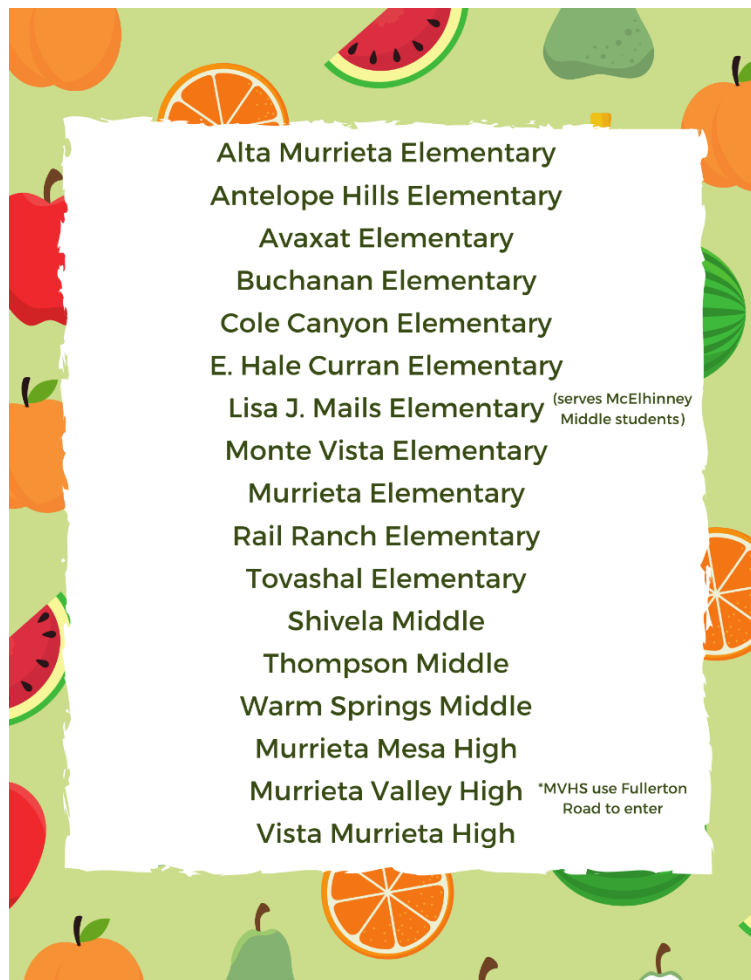 Alta Murrieta Elementary
Antelope Hills Elementary
Avaxat Elementary
Buchanan Elementary
Cole Canyon Elementary
E. Hale Curran Elementary
Lisa J. Mails Elementary (serves McElhinney
Middle students)
Monte Vista Elementary
Murrieta Elementary
Rail Ranch Elementary
Tovashal Elementary
Shivela Middle
Thompson Middle
Warm Springs Middle
Murrieta Mesa High
Murrieta Valley High *MVHS use Fullerton
Road to enter
Vista Murrieta High